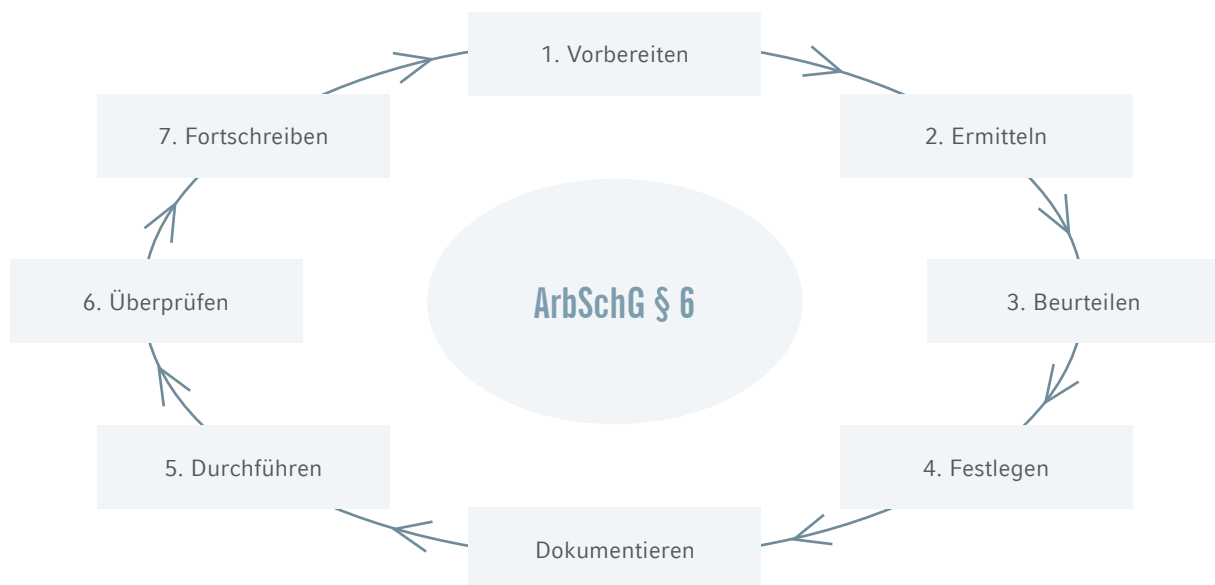 1. Vorbereiten
2. Ermitteln
3. Beurteilen
4. Festlegen
Dokumentieren
5. Durchführen
6. Überprüfen
7. Fortschreiben
ArbSchG § 6